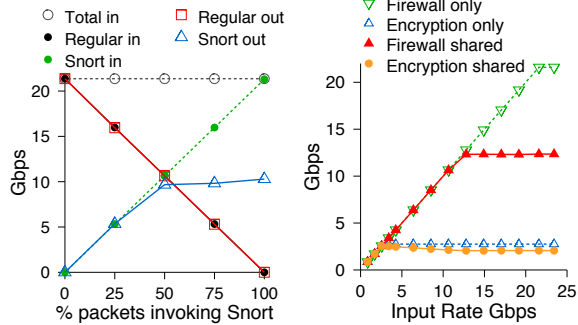 Total in
Regular out
Regular in
Snort out
Snort in
Gbps
20
15
10
5
0
0
25
50
75
100
% packets invoking Snort
Firewall only
Encryption only
Firewall shared
Encryption shared
Gbps
20
15
10
5
0
0
5
10
15
20
25
Input Rate Gbps